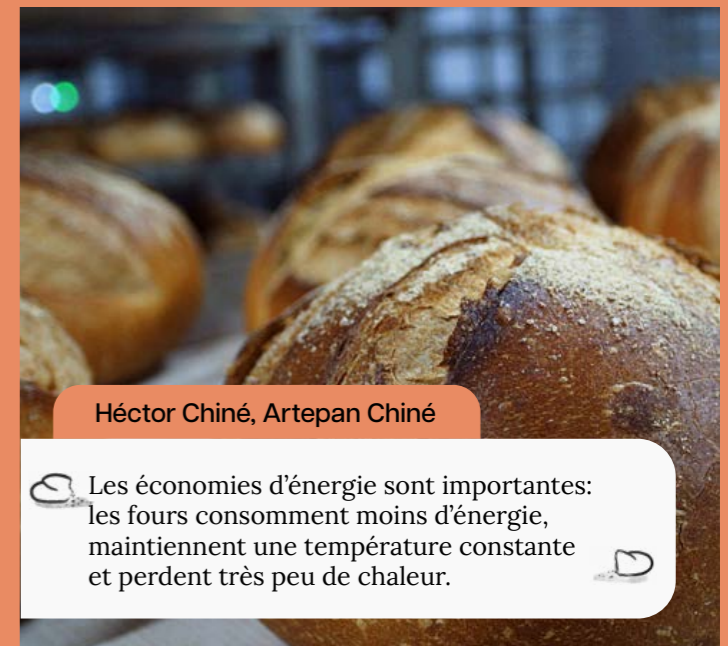 Héctor Chiné, Artepan Chiné
Les économies d’énergie sont importantes:
les fours consomment moins d’énergie,
maintiennent une température constante
et perdent très peu de chaleur.